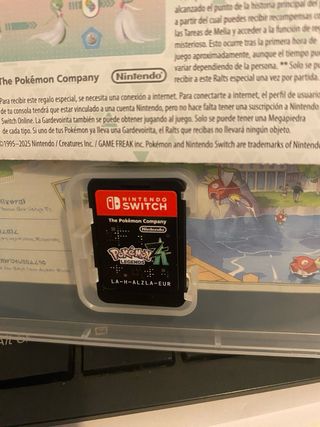 alcanzado el punto de la historia principal del j
a partir del cual puedes recibir recompensas co
las Tareas de Melia y acceder a la función de reg
misterioso. Esto ocurre tras la primera hora de
juego aproximadamente, aunque el tiempo pue
variar dependiendo de la persona. ** Solo se pue
recibir a este Ralts especial una vez por partida.
The Pokémon Company Nintendo
Para recibir este regalo especial, se necesita una conexión a internet. Para conectarte a internet, el perfil de usuario
de tu consola tendrá que estar vinculado a una cuenta Nintendo, pero no hace falta tener una suscripción a Nintendo
Switch Online. La Gardevoirita también se puede obtener jugando al juego. Solo se puede tener una Megapiedra
de cada tipo. Si uno de tus Pokémon ya lleva una Gardevoirita, el Ralts que recibas no llevará ningún objeto.
©1995–2025 Nintendo / Creatures Inc. / GAME FREAK inc. Pokémon and Nintendo Switch are trademarks of Nintendo.
NINTENDO
SWITCH
The Pokémon Company
Nintendo
POKÉMON
LEGENDS
LA-H-ALZLA-EUR